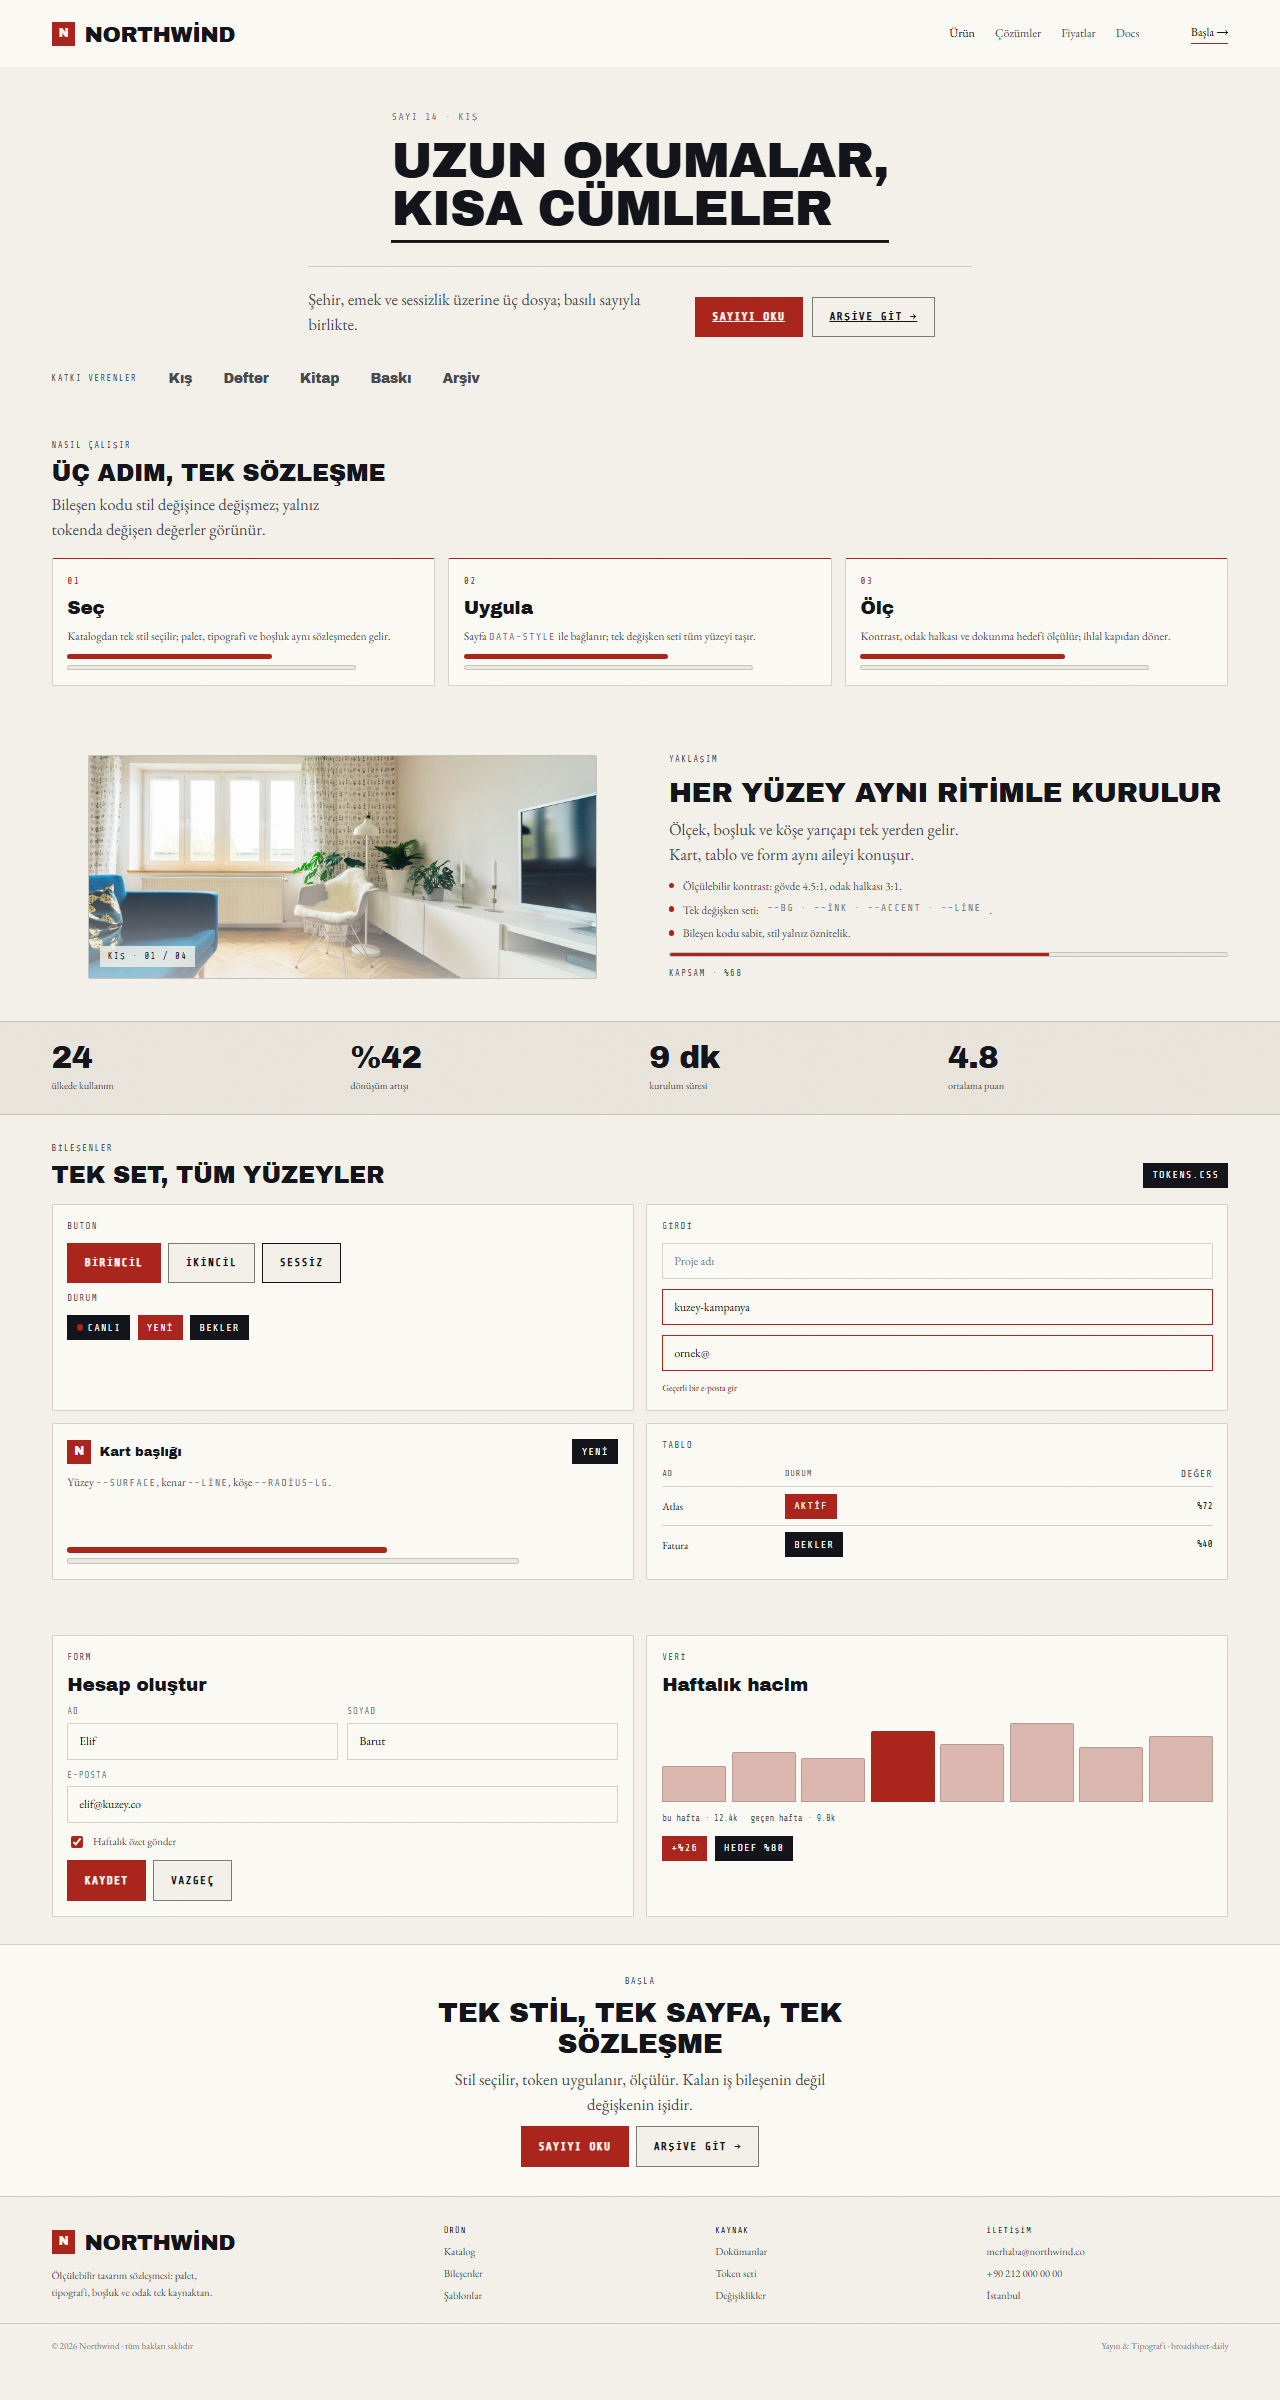 N NORTHWİND
Ürün Çözümler Fiyatlar Docs Başla →
SAYI 14 · KIŞ
UZUN OKUMALAR,
KISA CÜMLELER
Şehir, emek ve sessizlik üzerine üç dosya; basılı sayıyla
birlikte.
SAYIYI OKU ARŞİVE GİT →
KATKI VERENLER Kış Defter Kitap Baskı Arşiv
NASIL ÇALIŞIR
ÜÇ ADIM, TEK SÖZLEŞME
Bileşen kodu stil değişince değişmez; yalnız
tokenda değişen değerler görünür.
01
Seç
Katalogdan tek stil seçilir; palet, tipografi ve boşluk aynı sözleşmeden gelir.
02
Uygula
Sayfa DATA-STYLE ile bağlanır; tek değişken seti tüm yüzeyi taşır.
03
Ölç
Kontrast, odak halkası ve dokunma hedefi ölçülür; ihlal kapıdan döner.
KIŞ · 01 / 04
YAKLAŞIM
HER YÜZEY AYNI RİTİMLE KURULUR
Ölçek, boşluk ve köşe yarıçapı tek yerden gelir.
Kart, tablo ve form aynı aileyi konuşur.
Ölçülebilir kontrast: gövde 4.5:1, odak halkası 3:1.
Tek değişken seti: --BG · --İNK · --ACCENT · --LİNE .
Bileşen kodu sabit, stil yalnız öznitelik.
KAPSAM · %68
24
ülkede kullanım
%42
dönüşüm artışı
9 dk
kurulum süresi
4.8
ortalama puan
BİLEŞENLER
TEK SET, TÜM YÜZEYLER
TOKENS.CSS
BUTON
BİRİNCİL İKİNCİL SESSİZ
DURUM
CANLI YENİ BEKLER
GİRDİ
Proje adı
kuzey-kampanya
ornek@
Geçerli bir e-posta gir
N Kart başlığı YENİ
Yüzey --SURFACE, kenar --LİNE, köşe --RADİUS-LG.
TABLO
AD DURUM DEĞER
Atlas AKTİF %72
Fatura BEKLER %40
FORM
Hesap oluştur
AD SOYAD
Elif Barut
E-POSTA
elif@kuzey.co
Haftalık özet gönder
KAYDET VAZGEÇ
VERİ
Haftalık hacim
bu hafta · 12.4k geçen hafta · 9.8k
+%26 HEDEF %80
BAŞLA
TEK STİL, TEK SAYFA, TEK
SÖZLEŞME
Stil seçilir, token uygulanır, ölçülür. Kalan iş bileşenin değil
değişkenin işidir.
SAYIYI OKU ARŞİVE GİT →
N NORTHWİND
Ölçülebilir tasarım sözleşmesi: palet,
tipografi, boşluk ve odak tek kaynaktan.
ÜRÜN
Katalog
Bileşenler
Şablonlar
KAYNAK
Dokümanlar
Token seti
Değişiklikler
İLETİŞİM
merhaba@northwind.co
+90 212 000 00 00
İstanbul
© 2026 Northwind · tüm hakları saklıdır
Yayın & Tipografi · broadsheet-daily